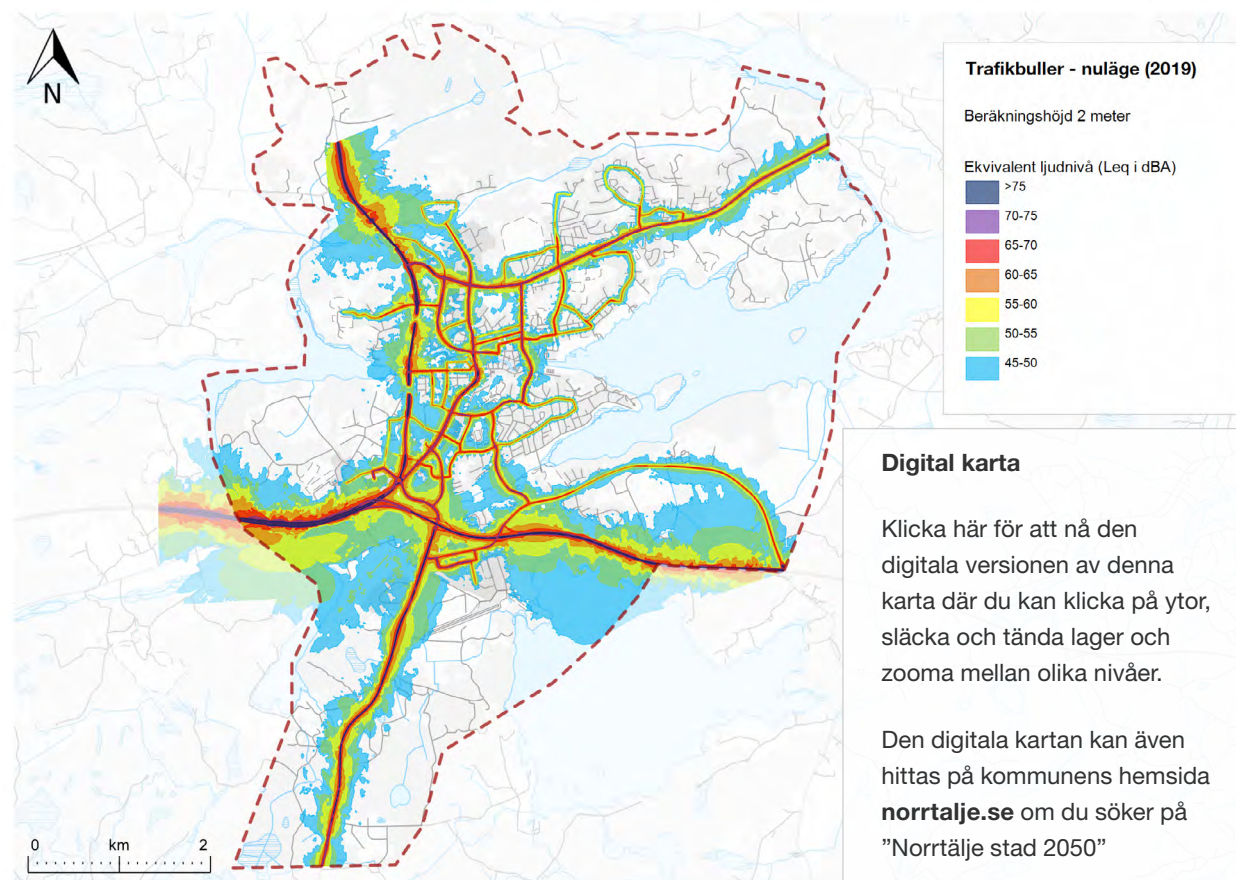 N
Trafikbuller - nuläge (2019)
Beräkningshöjd 2 meter
Ekvivalent ljudnivå (Leq i dBA)
>75
70-75
65-70
60-65
55-60
50-55
45-50
Digital karta
Klicka här för att nå den
digitala versionen av denna
karta där du kan klicka på ytor,
släcka och tända lager och
zooma mellan olika nivåer.
Den digitala kartan kan även
hittas på kommunens hemsida
norrtalje.se om du söker på
”Norrtälje stad 2050”
0 km 2